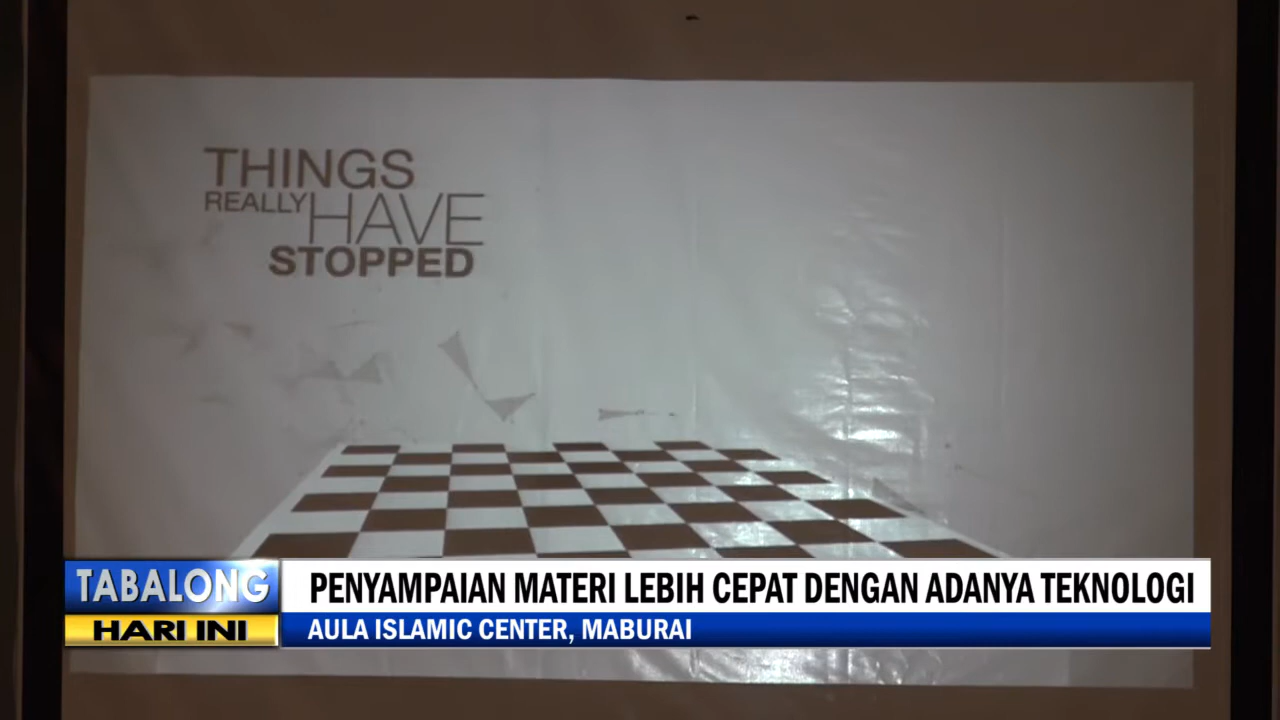 THINGS
REALLY HAVE
STOPPED
TABALONG
HARI INI
PENYAMPAIAN MATERI LEBIH CEPAT DENGAN ADANYA TEKNOLOGI
AULA ISLAMIC CENTER, MABURAI